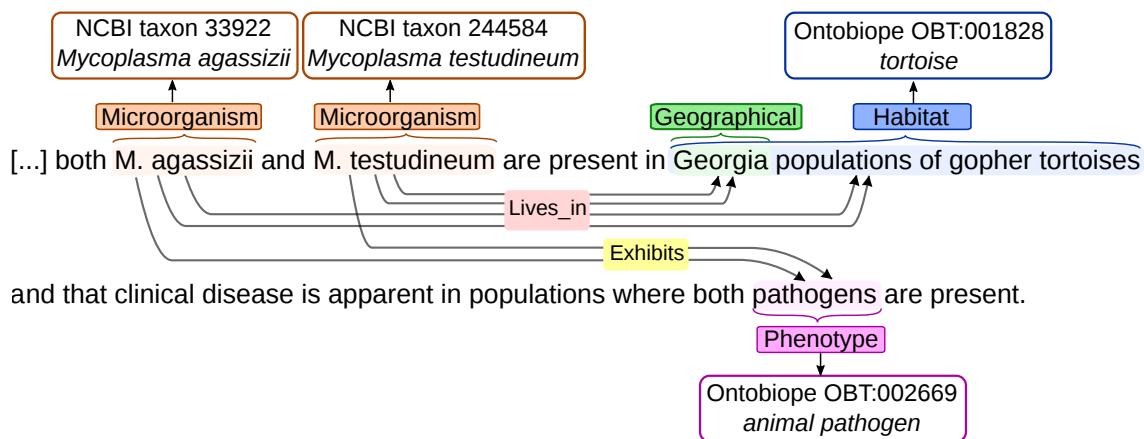 NCBI taxon 33922
Mycoplasma agassizii
NCBI taxon 244584
Mycoplasma testudineum
Ontobiope OBT:001828
tortoise
Microorganism
Microorganism
Geographical
Habitat
[...] both M. agassizii and M. testudineum are present in Georgia populations of gopher tortoises
Lives_in
Exhibits
and that clinical disease is apparent in populations where both pathogens are present.
Phenotype
Ontobiope OBT:002669
animal pathogen